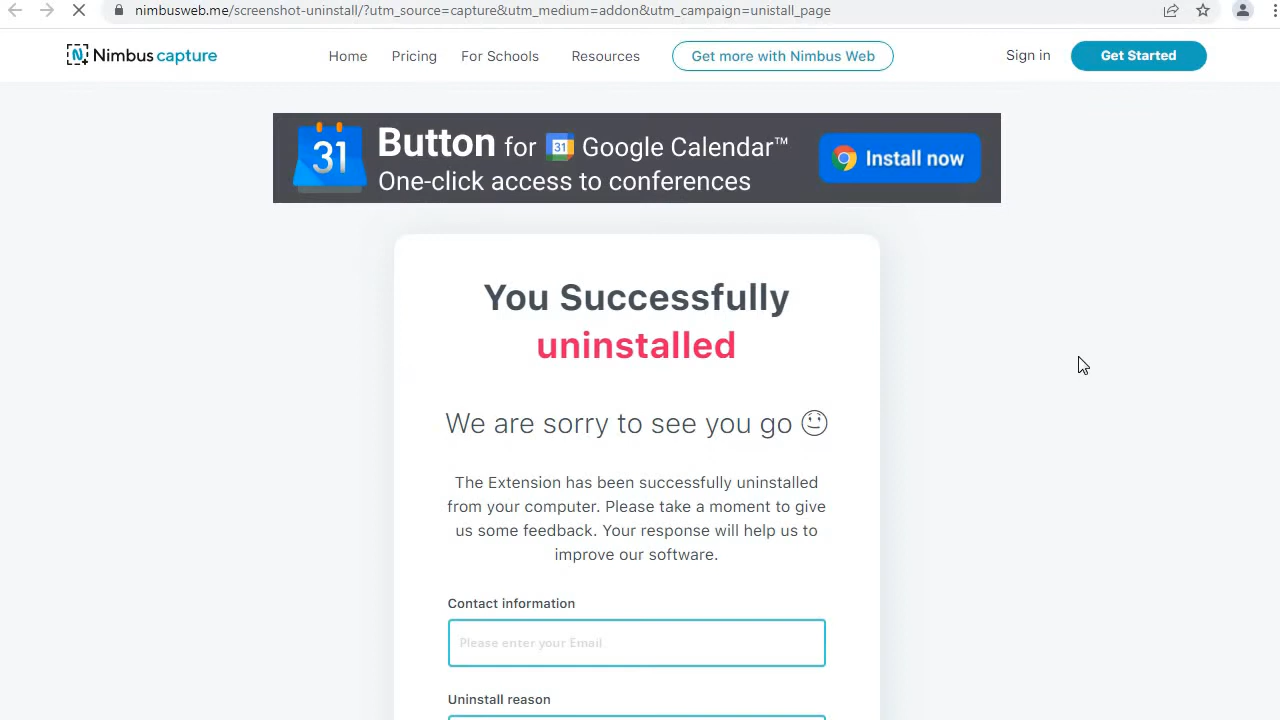 nimbusweb.me/screenshot-uninstall/?utm_source=capture&utm_medium=addon&utm_campaign=unistall_page
Nimbus capture
Home
Pricing
For Schools
Resources
Get more with Nimbus Web
Sign in
Get Started
31
Button for 31 Google Calendar™
One-click access to conferences
Install now
You Successfully
uninstalled
We are sorry to see you go
The Extension has been successfully uninstalled
from your computer. Please take a moment to give
us some feedback. Your response will help us to
improve our software.
Contact information
Please enter your Email
Uninstall reason